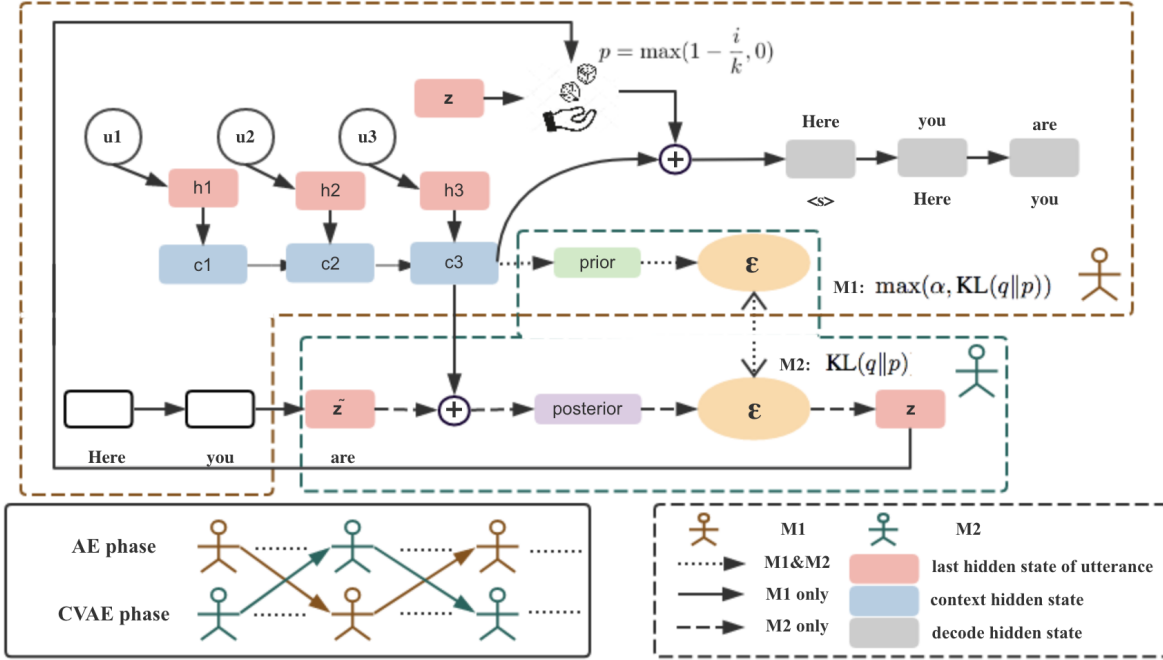 p = max(1 - i/k, 0)
z
Here you are
u1 u2 u3
h1 h2 h3
<s> Here you
c1 c2 c3 prior ε
M1: max(α, KL(q∥p))
M2: KL(q∥p)
z̃ posterior ε z
Here you are
AE phase
CVAE phase
M1 M2
M1&M2
last hidden state of utterance
M1 only
context hidden state
M2 only
decode hidden state